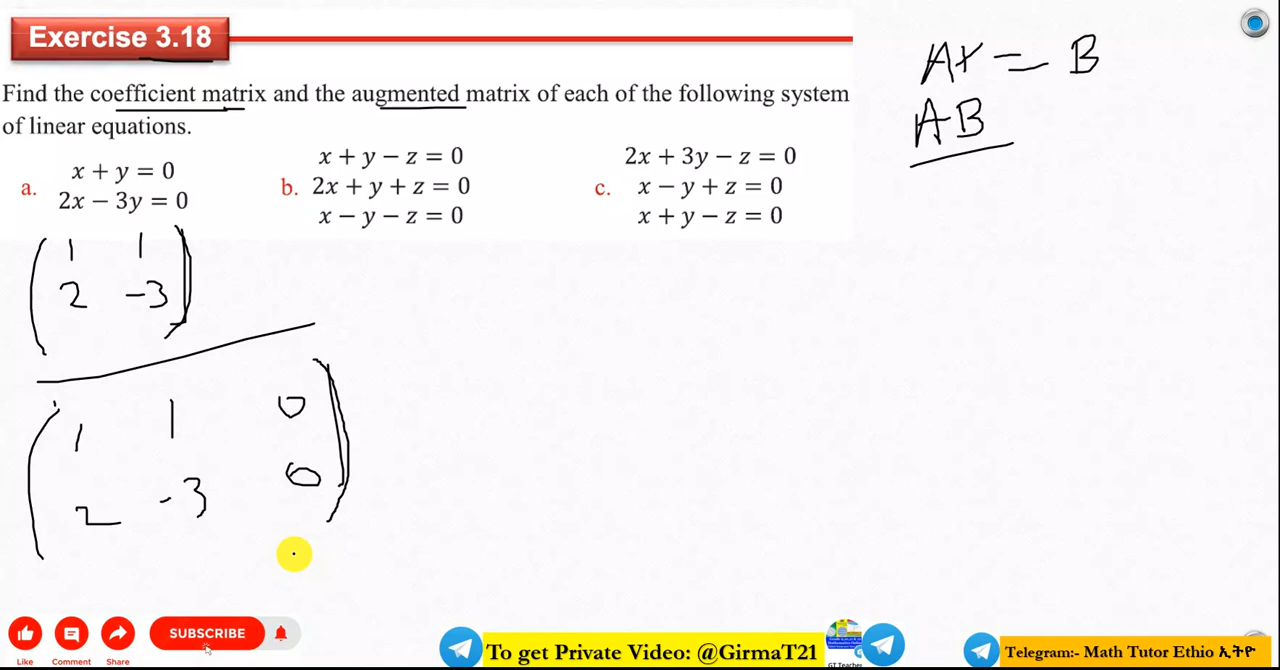 Exercise 3.18
Find the coefficient matrix and the augmented matrix of each of the following system
of linear equations.
a. x + y = 0
2x − 3y = 0
b. x + y − z = 0
2x + y + z = 0
x − y − z = 0
c. 2x + 3y − z = 0
x − y + z = 0
x + y − z = 0
Ax = B
AB
( 1 1
2 -3 )
( 1 1 0
2 -3 0 )
Like
Comment
Share
SUBSCRIBE
To get Private Video: @GirmaT21
GT Teacher
Telegram:- Math Tutor Ethio ኢትዮ